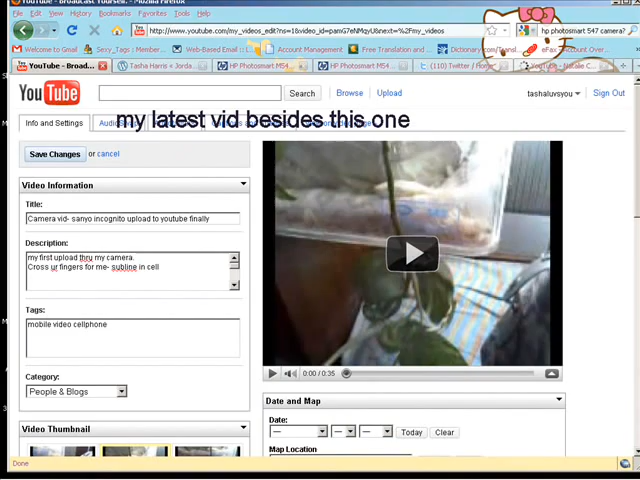 YouTube - Broadcast Yourself. - Mozilla Firefox
File Edit View History Bookmarks Favorites Tools Help
http://www.youtube.com/my_videos_edit?ns=1&video_id=pamG7eNMqyU&next=%2Fmy_videos
hp photosmart 547 camera?
Welcome to Gmail
Sexy_Tags : Member...
Web-Based Email ::
Account Management
Free Translation and ...
Dictionary.com/Transl...
eFax
Account Over...
YouTube - Broad...
Tasha Harris « Jorda
HP Photosmart M54...
HP Photosmart M54...
(110) Twitter / Home
YouTube - Natalie C...
YouTube
Search
Browse
Upload
tashaluvsyou
Sign Out
my latest vid besides this one
Info and Settings
Save Changes or cancel
Video Information
Title:
Camera vid- sanyo incognito upload to youtube finally
Description:
my first upload thru my camera.
Cross ur fingers for me- subline in cell
Tags:
mobile video cellphone
Category:
People & Blogs
Video Thumbnail
0:00 / 0:35
Date and Map
Date:
— — — Today Clear
Map Location
Done